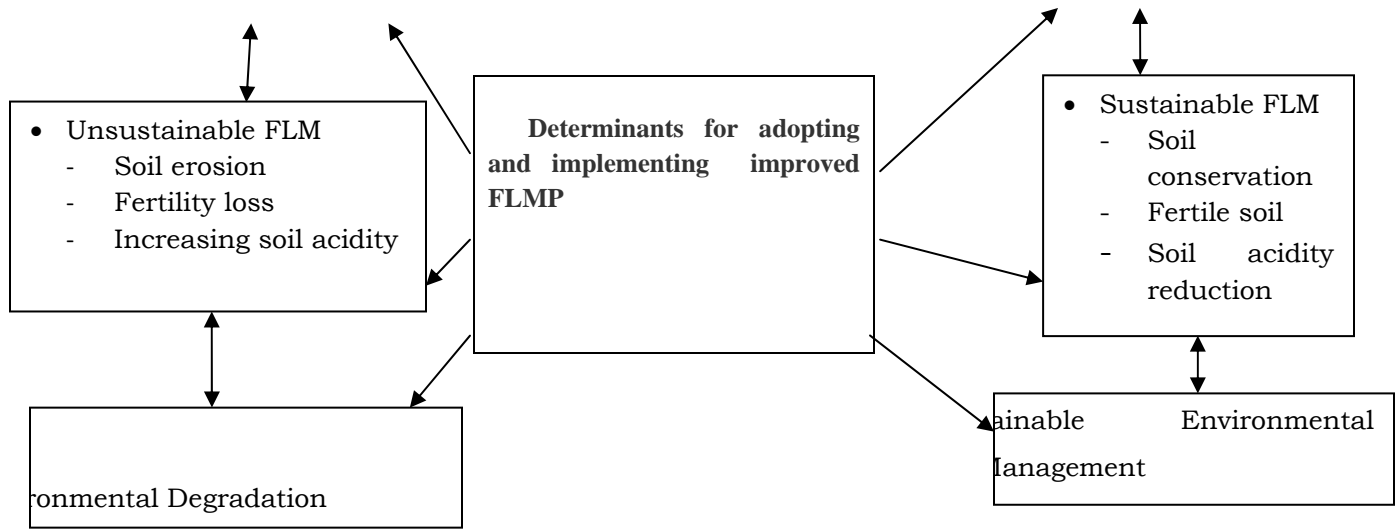 • Unsustainable FLM
- Soil erosion
- Fertility loss
- Increasing soil acidity
Determinants for adopting
and implementing improved
FLMP
• Sustainable FLM
- Soil
conservation
- Fertile soil
- Soil acidity
reduction
ronmental Degradation
ainable Environmental
Management